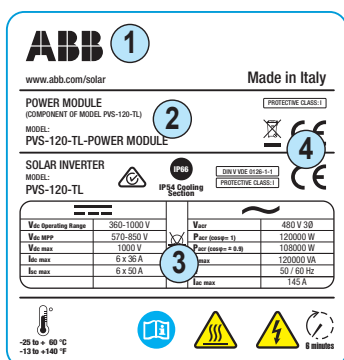 ABB
1
www.abb.com/solar
Made in Italy
POWER MODULE
(COMPONENT OF MODEL PVS-120-TL)
MODEL:
PVS-120-TL-POWER MODULE
2
PROTECTIVE CLASS: I
CE
4
SOLAR INVERTER
MODEL:
PVS-120-TL
IP66
IP54 Cooling
Section
DIN V VDE 0126-1-1
PROTECTIVE CLASS: I
CE
Vdc Operating Range 360-1000 V
Vdc MPP 570-850 V
Vdc max 1000 V
Idc max 6 x 36 A
Isc max 6 x 50 A
3
Vacr 480 V 3Ø
Pacr (cosφ= 1) 120000 W
Pacr (cosφ= ± 0.9) 108000 W
max 120000 VA
50 / 60 Hz
Iac max 145 A
-25 to + 60 °C
-13 to +140 °F
6 minutes